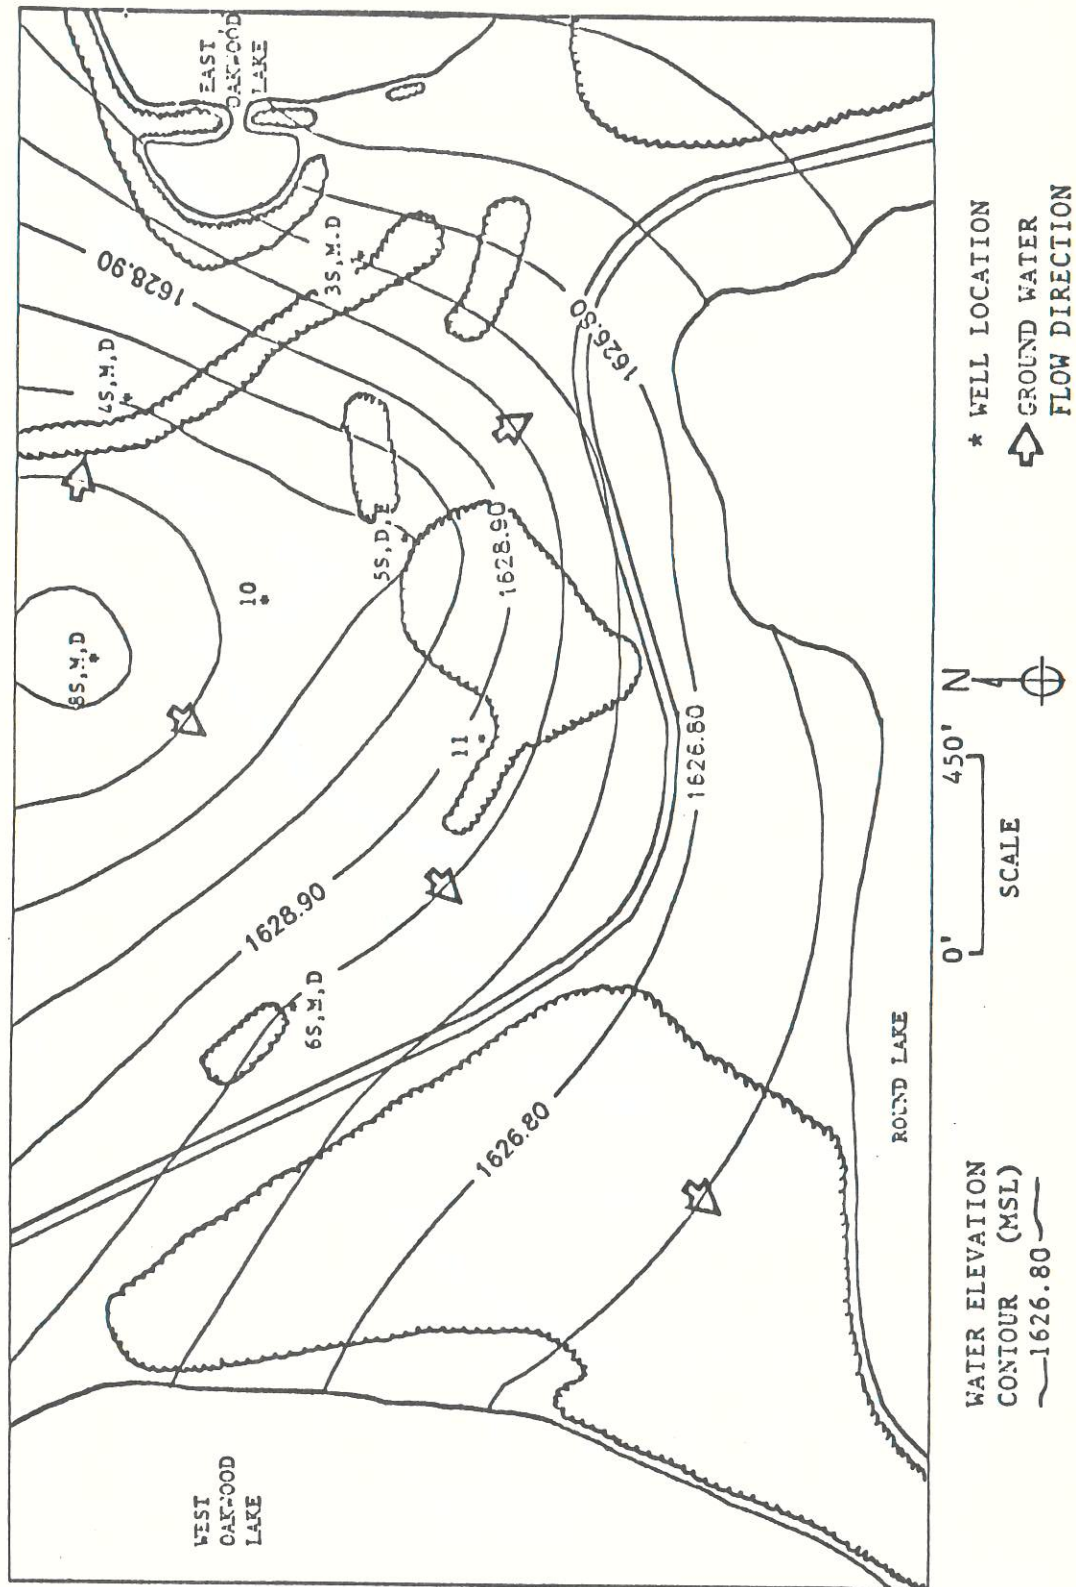 WEST
OAKWOOD
LAKE
EAST
OAKWOOD
LAKE
8S,M,D
4S,M,D
1628.90
3S,M.D
10
5S,D,E
1628.90
1628.90
11
6S,M,D
1626.80
1626.80
1626.80
ROUND LAKE
WATER ELEVATION
CONTOUR (MSL)
1626.80
0' 450'
SCALE
N
* WELL LOCATION
GROUND WATER
FLOW DIRECTION